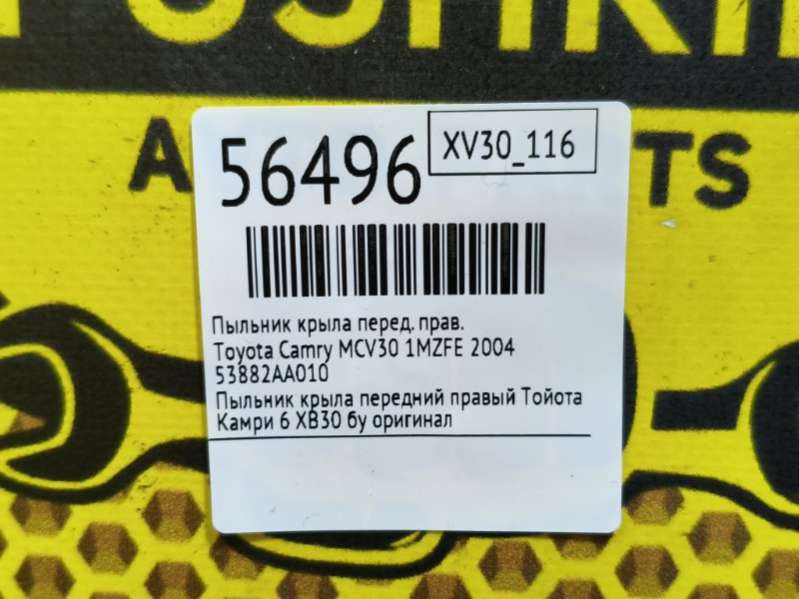 56496
XV30_116
Пыльник крыла перед. прав.
Toyota Camry MCV30 1MZFE 2004
53882AA010
Пыльник крыла передний правый Тойота
Камри 6 ХВ30 бу оригинал